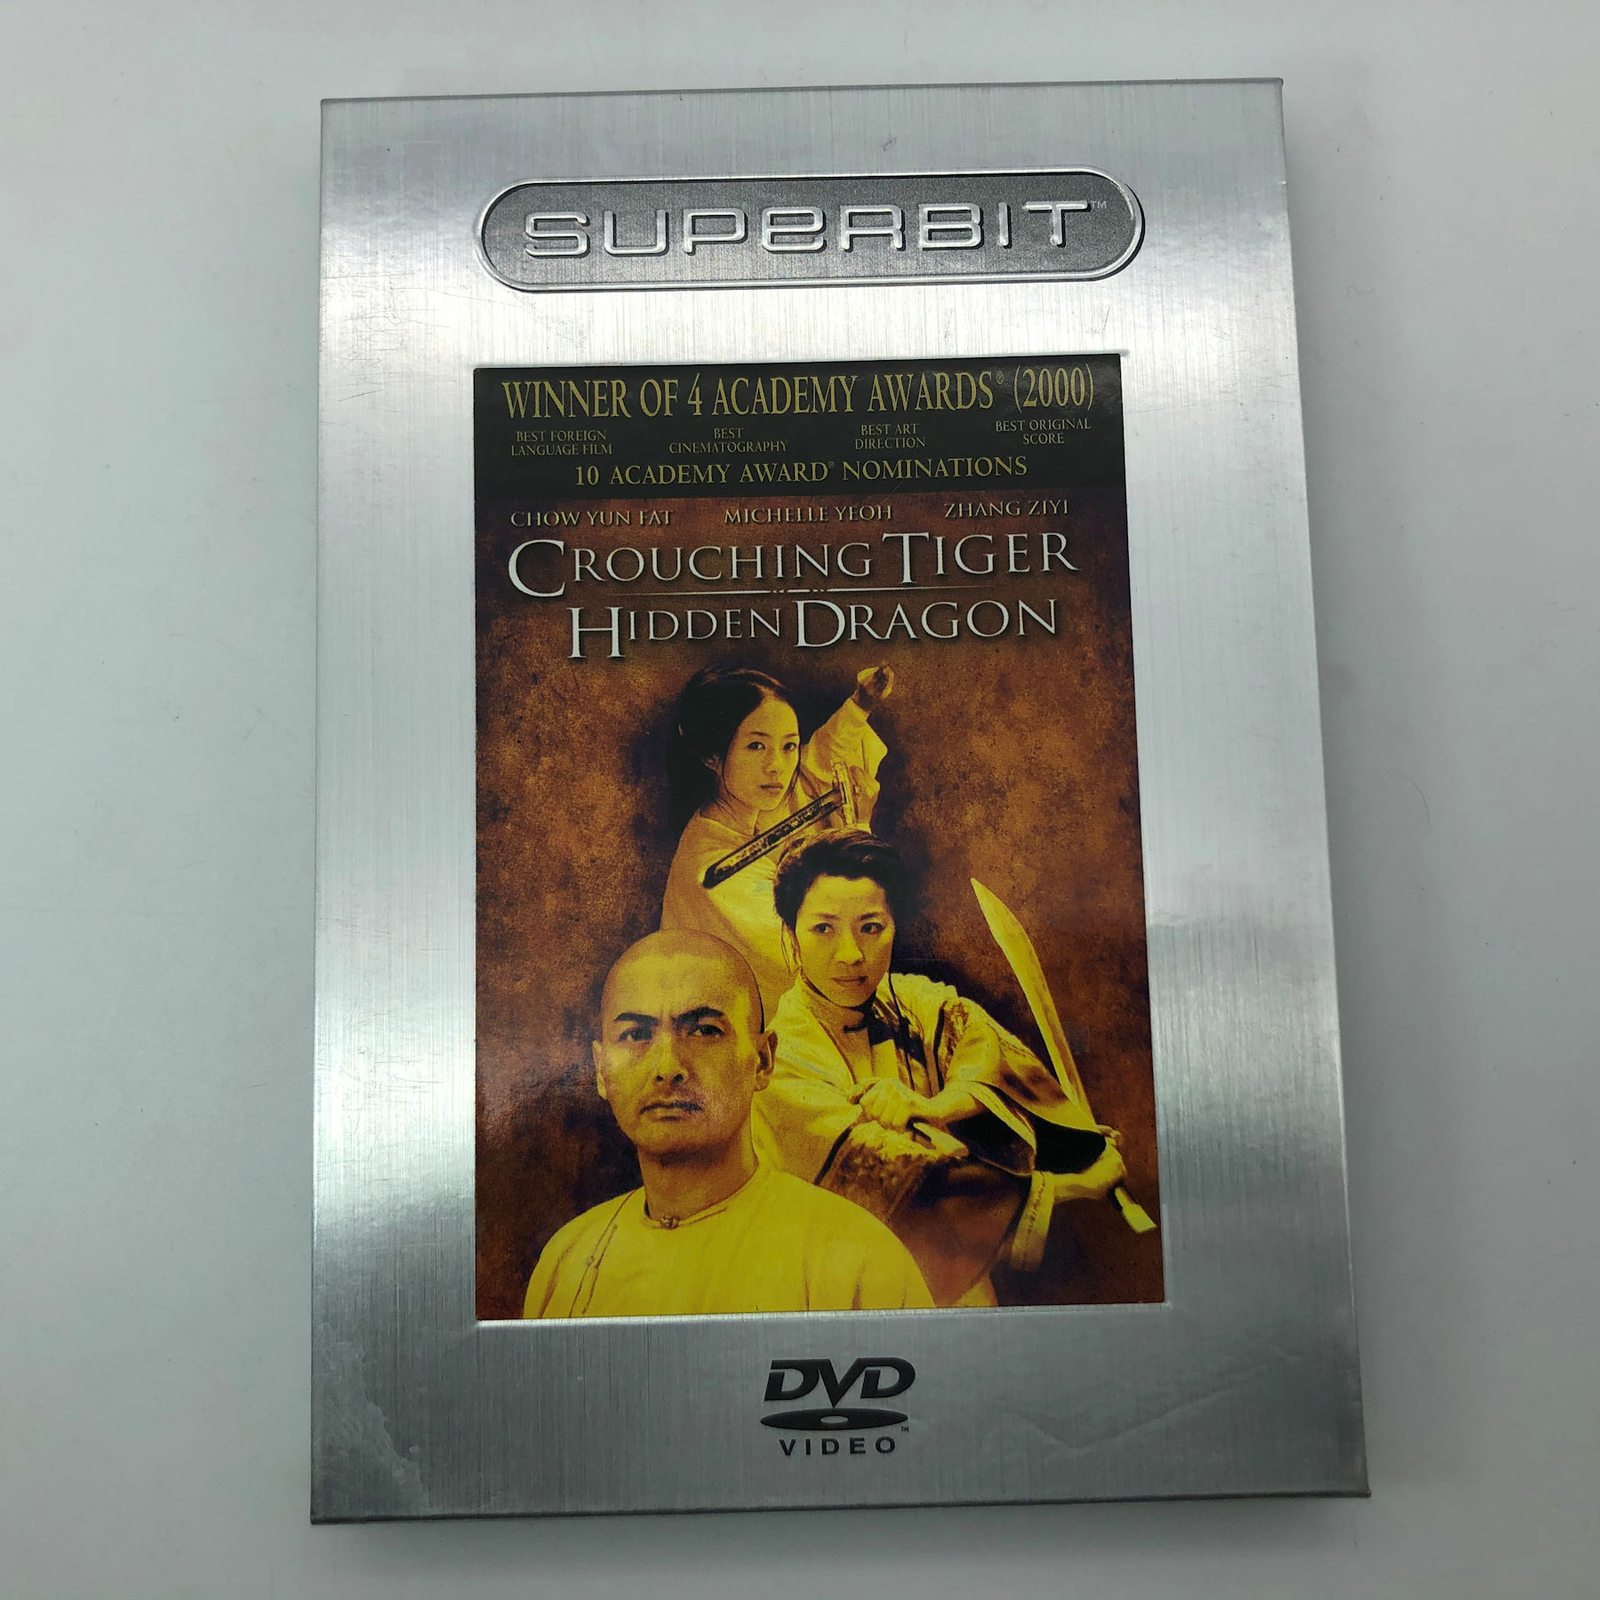 SUPERBIT™
WINNER OF 4 ACADEMY AWARDS® (2000)
BEST FOREIGN LANGUAGE FILM
BEST CINEMATOGRAPHY
BEST ART DIRECTION
BEST ORIGINAL SCORE
10 ACADEMY AWARD® NOMINATIONS
CHOW YUN FAT MICHELLE YEOH ZHANG ZIYI
CROUCHING TIGER
HIDDEN DRAGON
DVD
VIDEO™